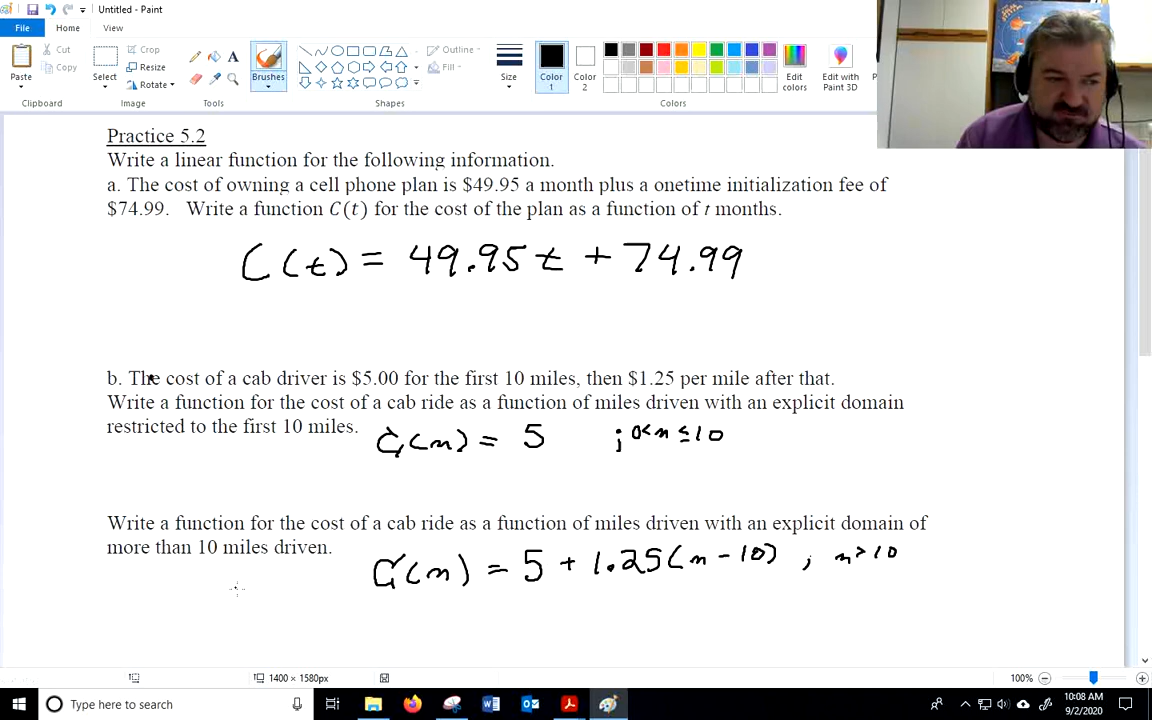 Untitled - Paint
File Home View
Paste
Cut
Copy
Clipboard
Select
Crop
Resize
Rotate
Image
Tools
Brushes
Shapes
Outline
Fill
Size
Color 1
Color 2
Colors
Edit colors
Edit with Paint 3D
Practice 5.2
Write a linear function for the following information.
a. The cost of owning a cell phone plan is $49.95 a month plus a onetime initialization fee of
$74.99. Write a function C(t) for the cost of the plan as a function of t months.
C(t) = 49.95t + 74.99
b. The cost of a cab driver is $5.00 for the first 10 miles, then $1.25 per mile after that.
Write a function for the cost of a cab ride as a function of miles driven with an explicit domain
restricted to the first 10 miles. C(m) = 5 ; 0<m≤10
Write a function for the cost of a cab ride as a function of miles driven with an explicit domain of
more than 10 miles driven. C(m) = 5 + 1.25(m-10) , m>10
1400 × 1580px
100%
Type here to search
10:08 AM
9/2/2020